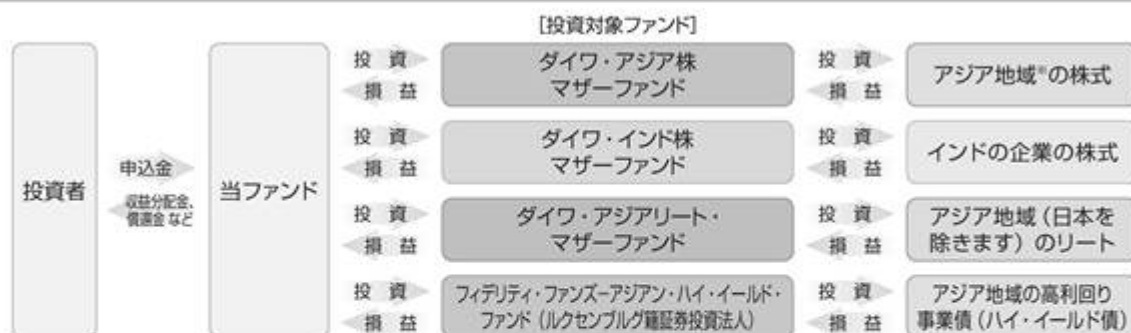 [投資対象ファンド]
投資者
申込金
収益分配金、
償還金 など
当ファンド
投 資
損 益
ダイワ・アジア株
マザーファンド
投 資
損 益
アジア地域※の株式
投 資
損 益
ダイワ・インド株
マザーファンド
投 資
損 益
インドの企業の株式
投 資
損 益
ダイワ・アジアリート・
マザーファンド
投 資
損 益
アジア地域(日本を
除きます)のリート
投 資
損 益
フィデリティ・ファンズ-アジアン・ハイ・イールド・
ファンド(ルクセンブルグ籍証券投資法人)
投 資
損 益
アジア地域の高利回り
事業債(ハイ・イールド債)